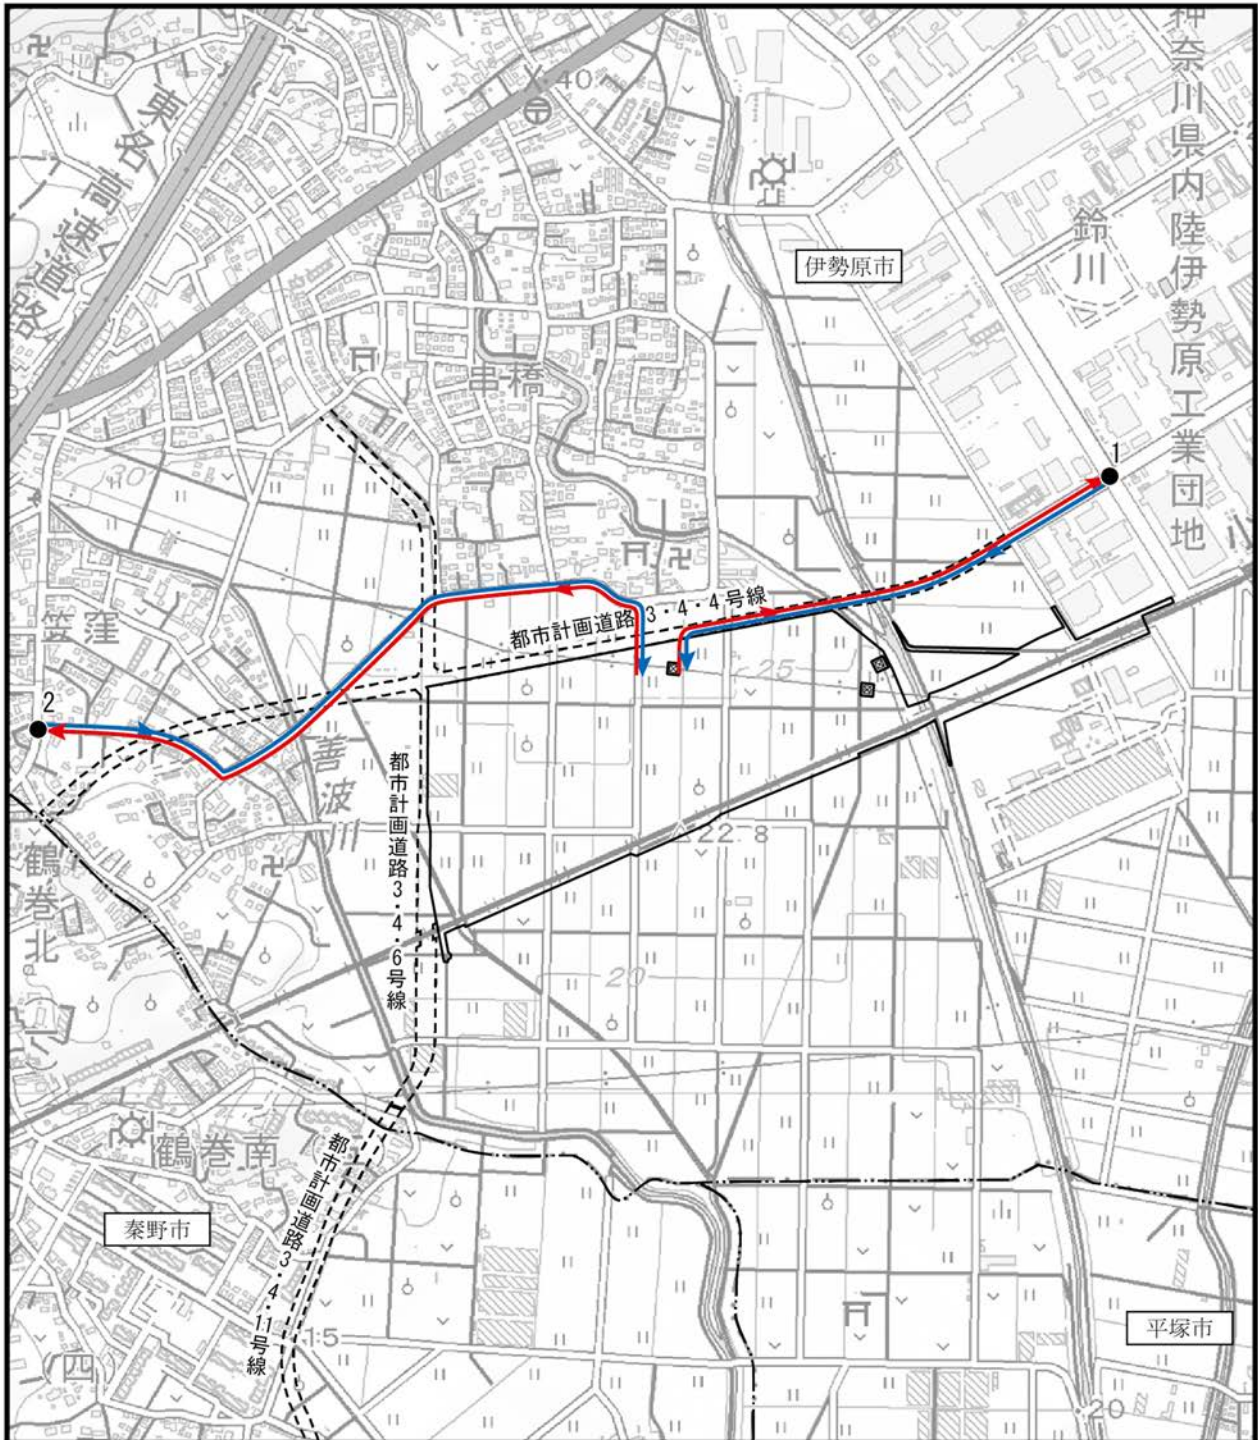 神奈川県内陸伊勢原工業団地
東名高速道路
40
鈴川
伊勢原市
串橋
1
30
笠窪
都市計画道路3・4・4号線
25
2
善波川
都市計画道路3・4・6号線
22.8
鶴巻北
20
鶴巻南
都市計画道路3・4・11号線
秦野市
15
平塚市
(四)
20